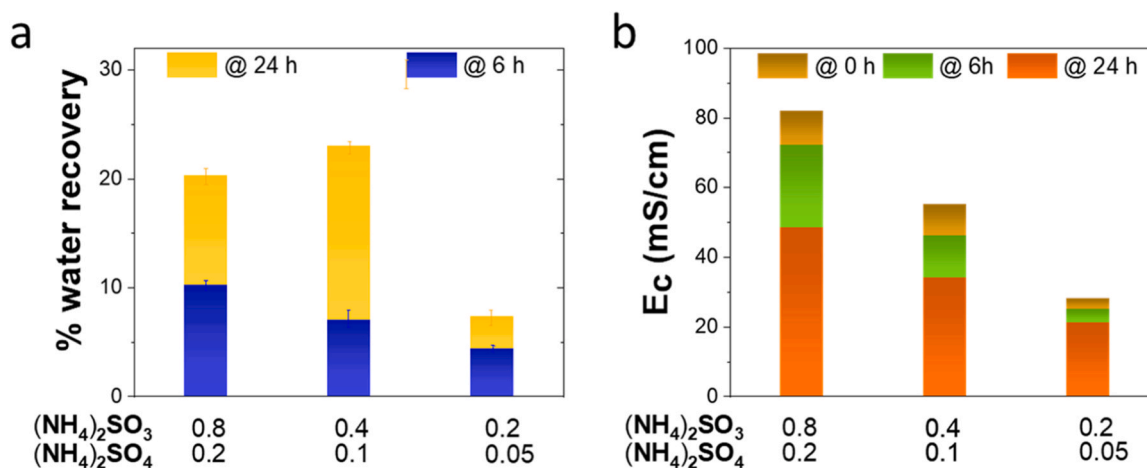 a
@ 24 h @ 6 h
% water recovery
30
20
10
0
(NH4)2SO3 0.8 0.4 0.2
(NH4)2SO4 0.2 0.1 0.05
b
@ 0 h @ 6h @ 24 h
EC (mS/cm)
100
80
60
40
20
0
(NH4)2SO3 0.8 0.4 0.2
(NH4)2SO4 0.2 0.1 0.05